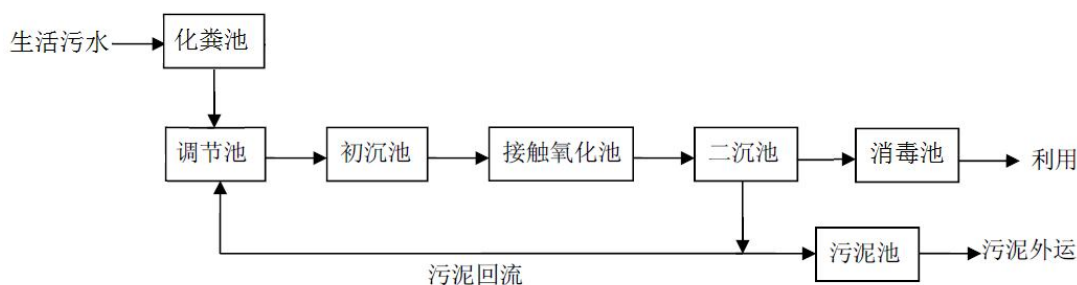 生活污水
化粪池
调节池
初沉池
接触氧化池
二沉池
消毒池
利用
污泥池
污泥外运
污泥回流